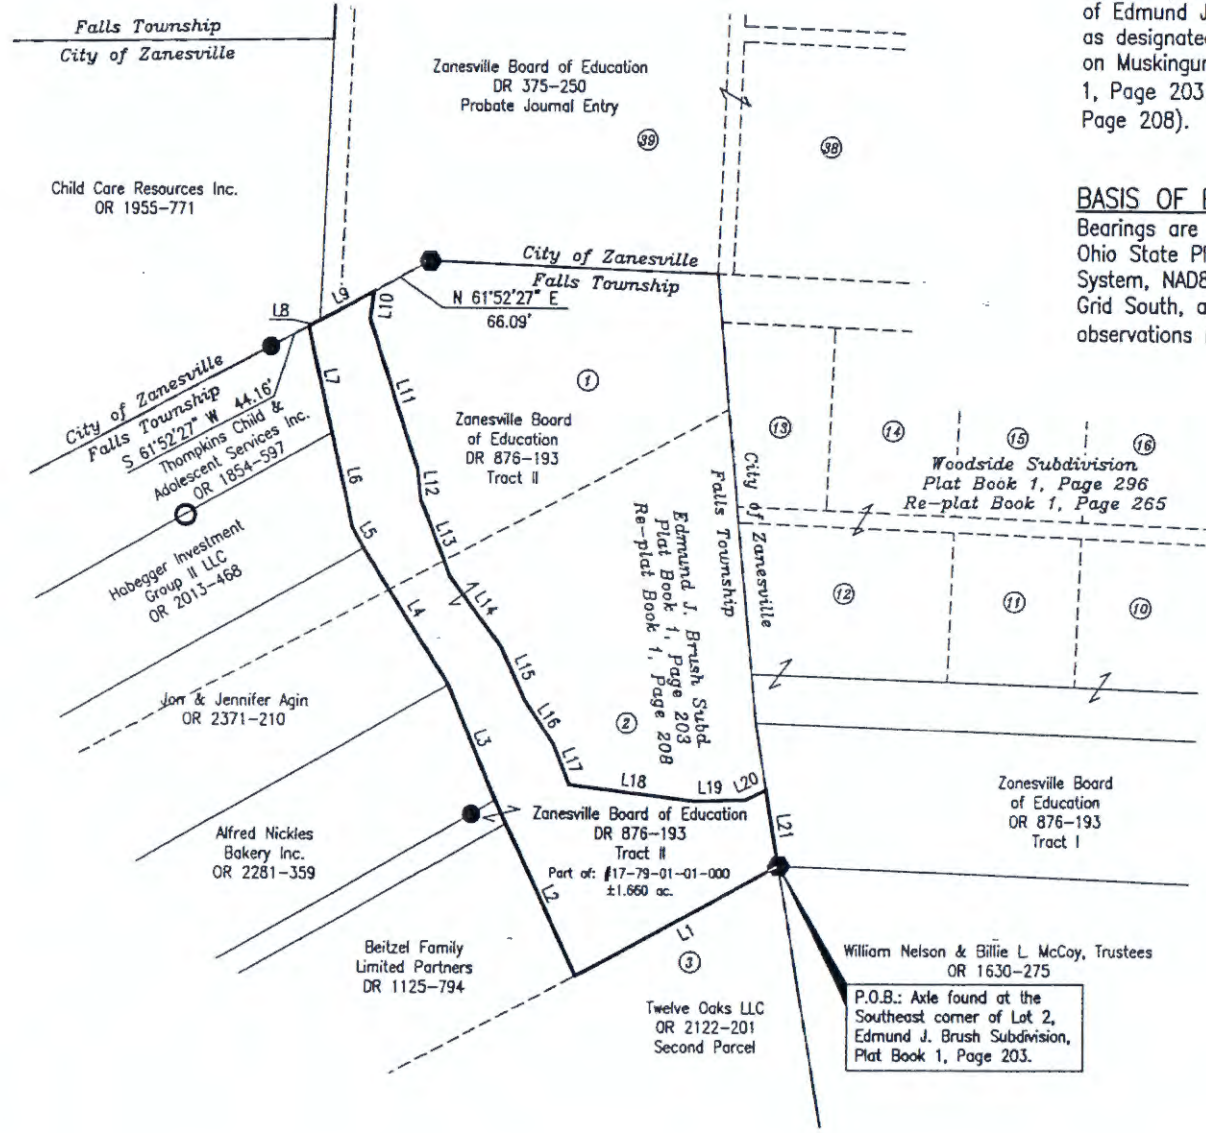 Falls Township
City of Zanesville
Zanesville Board of Education
DR 375-250
Probate Journal Entry
39
38
of Edmund J
as designate
on Muskingu
1, Page 203
Page 208).
Child Care Resources Inc.
OR 1955-771
BASIS OF
Bearings are
Ohio State P
System, NAD8
Grid South, a
observations
City of Zanesville
Falls Township
N 61°52'27" E
66.09'
L8
L9
L10
L7
L11
City of Zanesville
Falls Township
S 61°52'27" W 44.16'
Thompkins Child &
Adolescent Services Inc.
OR 1854-597
1
Zanesville Board
of Education
DR 876-193
Tract II
13
14
15
16
Woodside Subdivision
Plat Book 1, Page 296
Re-plat Book 1, Page 265
City of Zanesville
Falls Township
L6
L12
L5
L13
Habegger Investment
Group II LLC
OR 2013-468
Edmund J. Brush Subd.
Plat Book 1, Page 203
Re-plat Book 1, Page 208
12
11
10
L4
L14
L15
Jon & Jennifer Agin
OR 2371-210
L16
2
L3
L17
L18
L19
L20
L21
Zanesville Board
of Education
OR 876-193
Tract I
Zanesville Board of Education
DR 876-193
Tract II
Part of: #17-79-01-01-000
±1.660 ac.
Alfred Nickles
Bakery Inc.
OR 2281-359
L2
L1
3
Beitzel Family
Limited Partners
DR 1125-794
William Nelson & Billie L McCoy, Trustees
OR 1630-275
Twelve Oaks LLC
OR 2122-201
Second Parcel
P.O.B.: Axle found at the
Southeast corner of Lot 2,
Edmund J. Brush Subdivision,
Plat Book 1, Page 203.